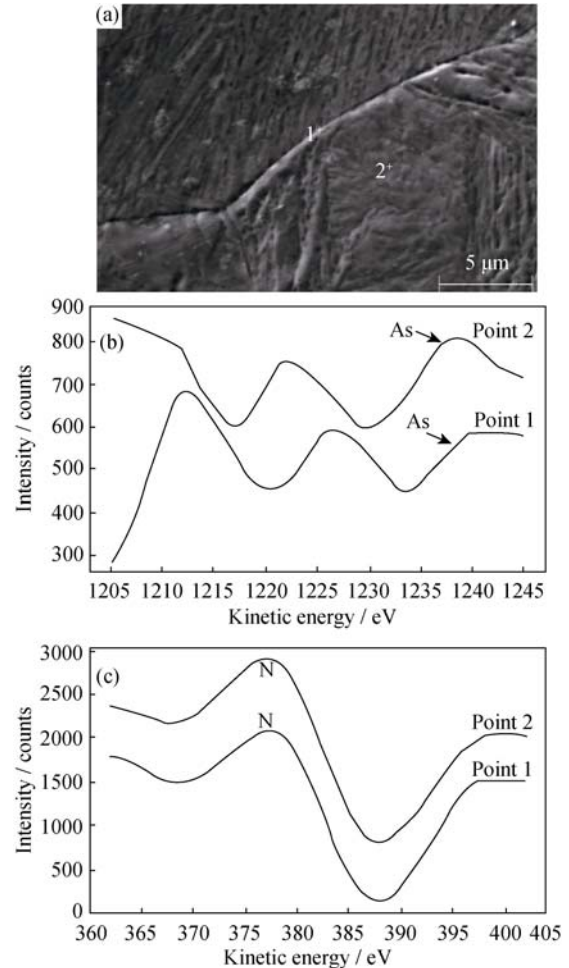 (a)
1
2+
5 μm
900
800
700
600
500
400
300
Intensity / counts
(b)
As
Point 2
As
Point 1
1205 1210 1215 1220 1225 1230 1235 1240 1245
Kinetic energy / eV
3000
2500
2000
1500
1000
500
0
Intensity / counts
(c)
N
N
Point 2
Point 1
360 365 370 375 380 385 390 395 400 405
Kinetic energy / eV